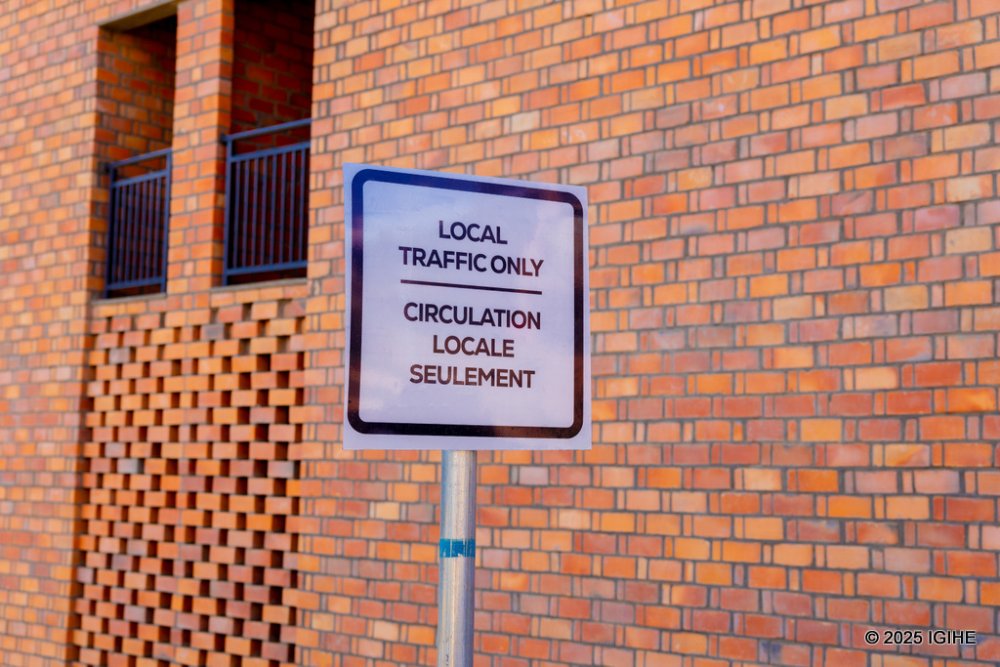 LOCAL
TRAFFIC ONLY
CIRCULATION
LOCALE
SEULEMENT
© 2025 IGIHE